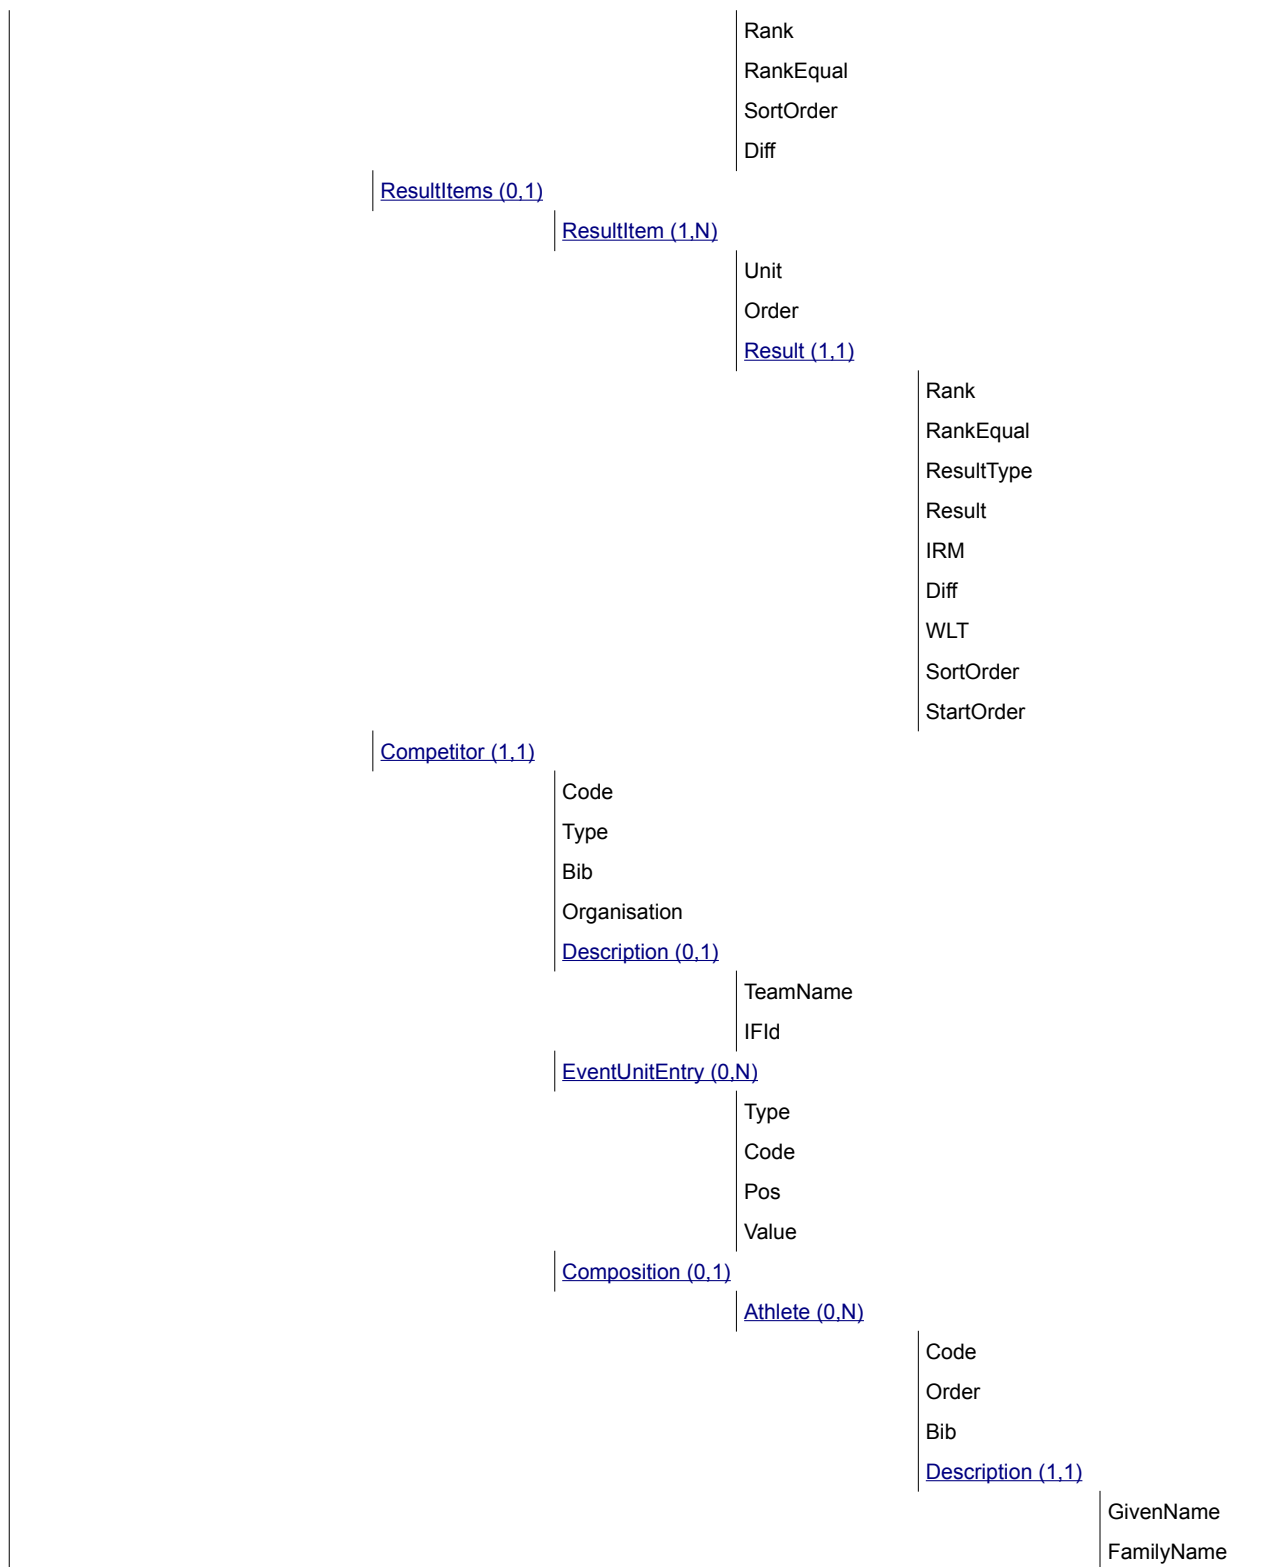 Rank
RankEqual
SortOrder
Diff
ResultItems (0,1)
ResultItem (1,N)
Unit
Order
Result (1,1)
Rank
RankEqual
ResultType
Result
IRM
Diff
WLT
SortOrder
StartOrder
Competitor (1,1)
Code
Type
Bib
Organisation
Description (0,1)
TeamName
IFId
EventUnitEntry (0,N)
Type
Code
Pos
Value
Composition (0,1)
Athlete (0,N)
Code
Order
Bib
Description (1,1)
GivenName
FamilyName